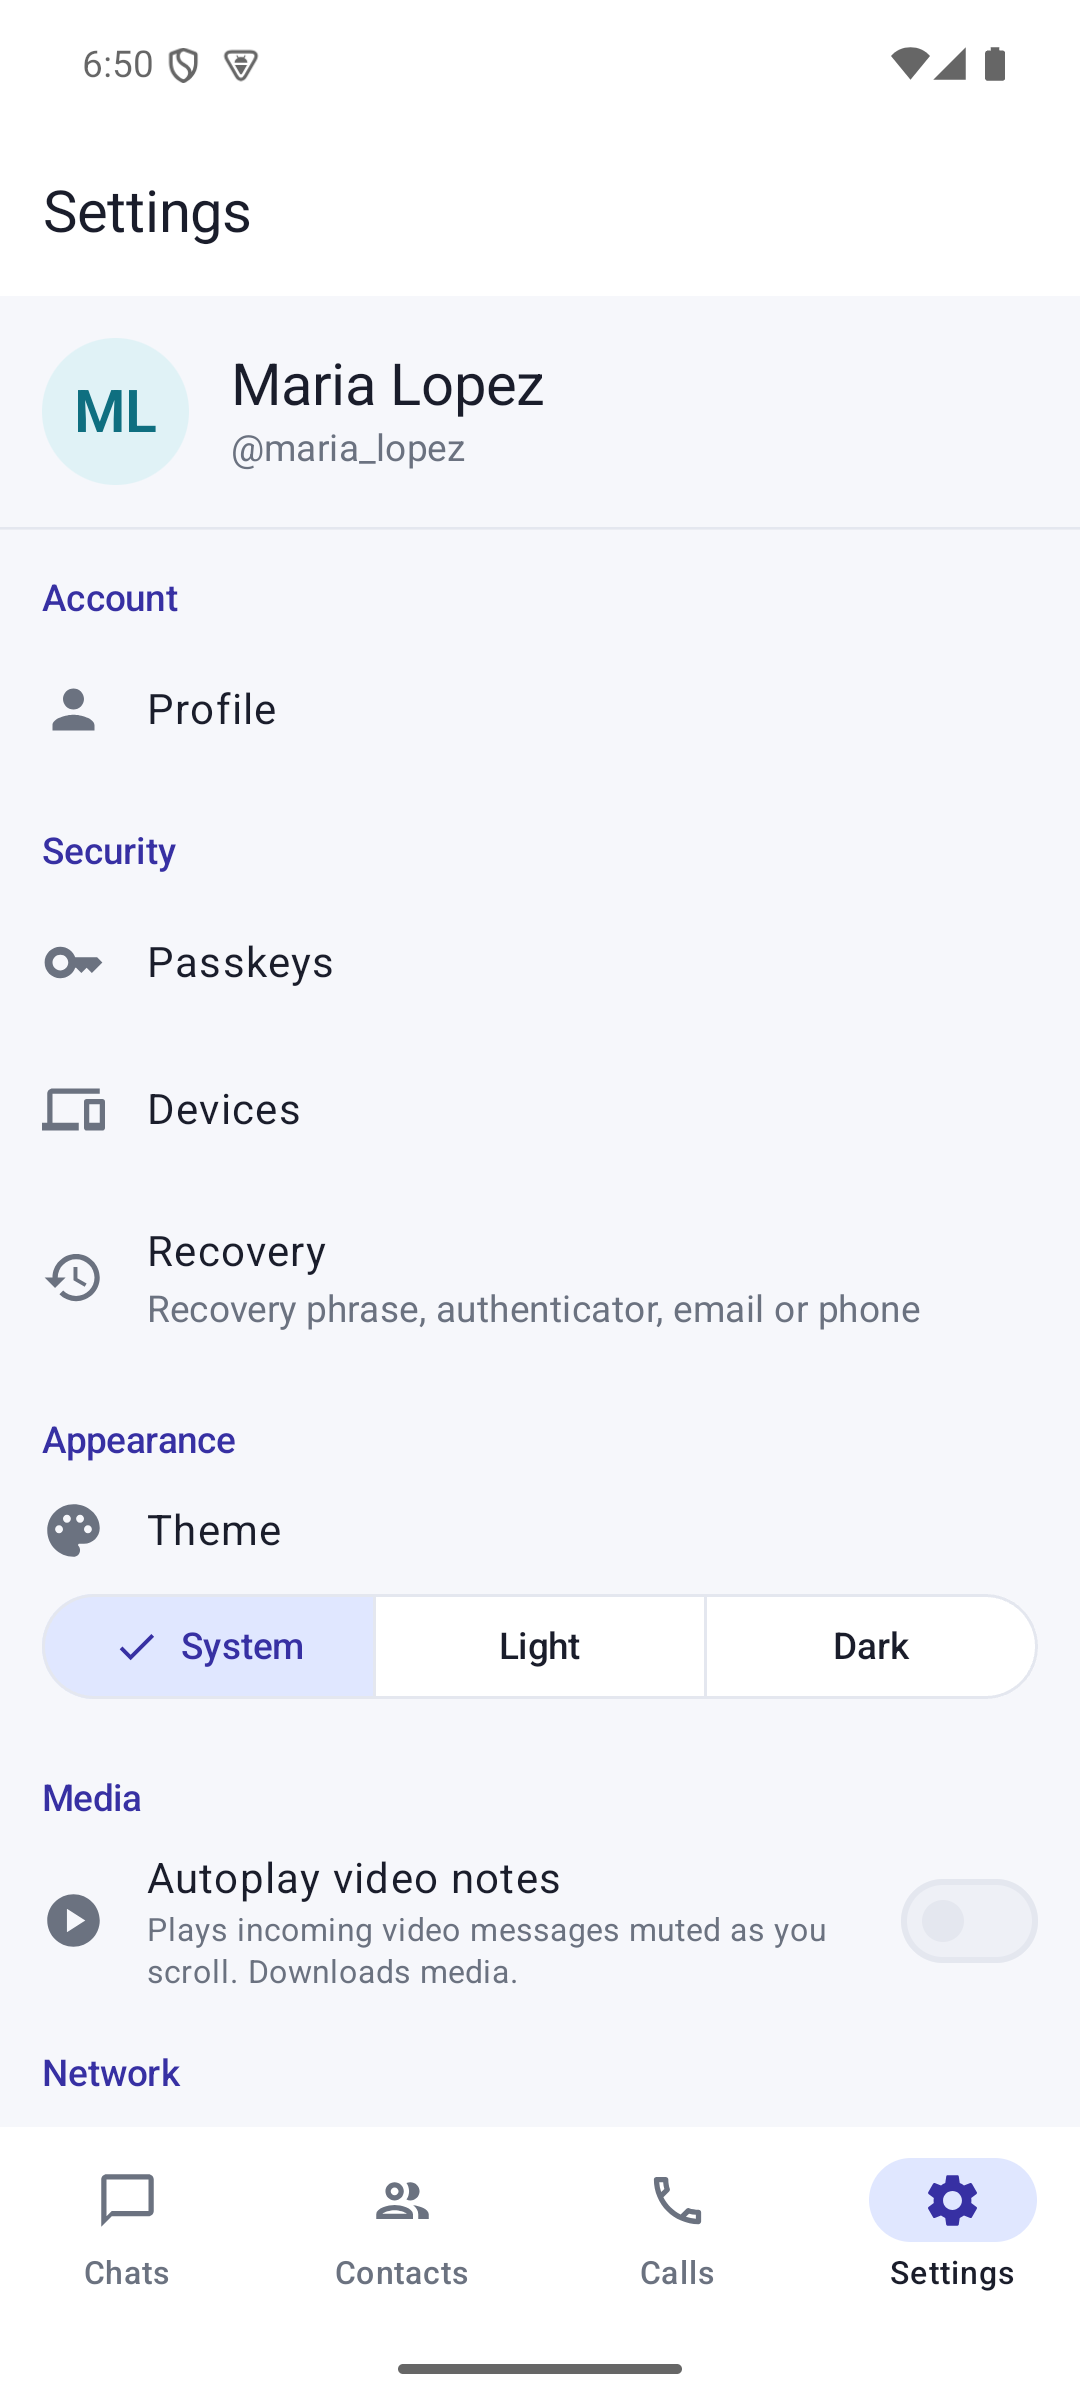 6:50
Settings
ML
Maria Lopez
@maria_lopez
Account
Profile
Security
Passkeys
Devices
Recovery
Recovery phrase, authenticator, email or phone
Appearance
Theme
System
Light
Dark
Media
Autoplay video notes
Plays incoming video messages muted as you
scroll. Downloads media.
Network
Chats
Contacts
Calls
Settings